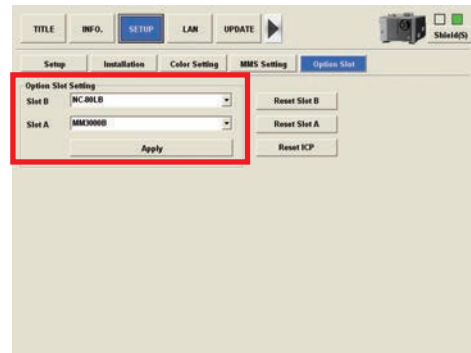 TITLE INFO. SETUP LAN UPDATE Shield(S)
Setup Installation Color Setting MMS Setting Option Slot
Option Slot Setting
Slot B NC-80LB Reset Slot B
Slot A MM3000B Reset Slot A
Apply Reset ICP